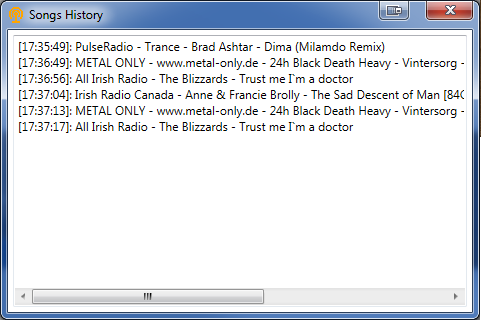 Songs History
[17:35:49]: PulseRadio - Trance - Brad Ashtar - Dima (Milamdo Remix)
[17:36:49]: METAL ONLY - www.metal-only.de - 24h Black Death Heavy - Vintersorg -
[17:36:56]: All Irish Radio - The Blizzards - Trust me I`m a doctor
[17:37:04]: Irish Radio Canada - Anne & Francie Brolly - The Sad Descent of Man [84
[17:37:13]: METAL ONLY - www.metal-only.de - 24h Black Death Heavy - Vintersorg -
[17:37:17]: All Irish Radio - The Blizzards - Trust me I`m a doctor